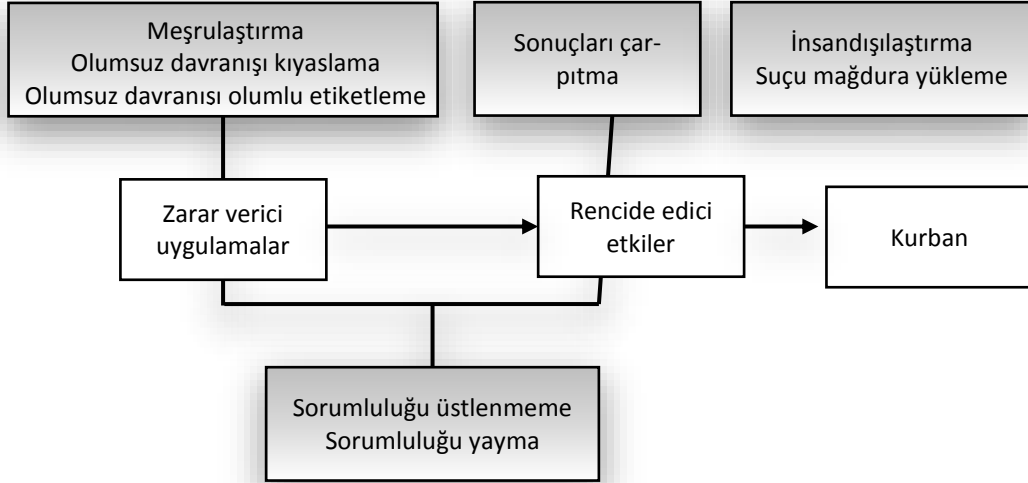 Meşrulaştırma
Olumsuz davranışı kıyaslama
Olumsuz davranısı olumlu etiketleme
Sonuçları çar-
pıtma
İnsandışılaştırma
Suçu mağdura yükleme
Zarar verici
uygulamalar
Rencide edici
etkiler
Kurban
Sorumluluğu üstlenmeme
Sorumluluğu yayma